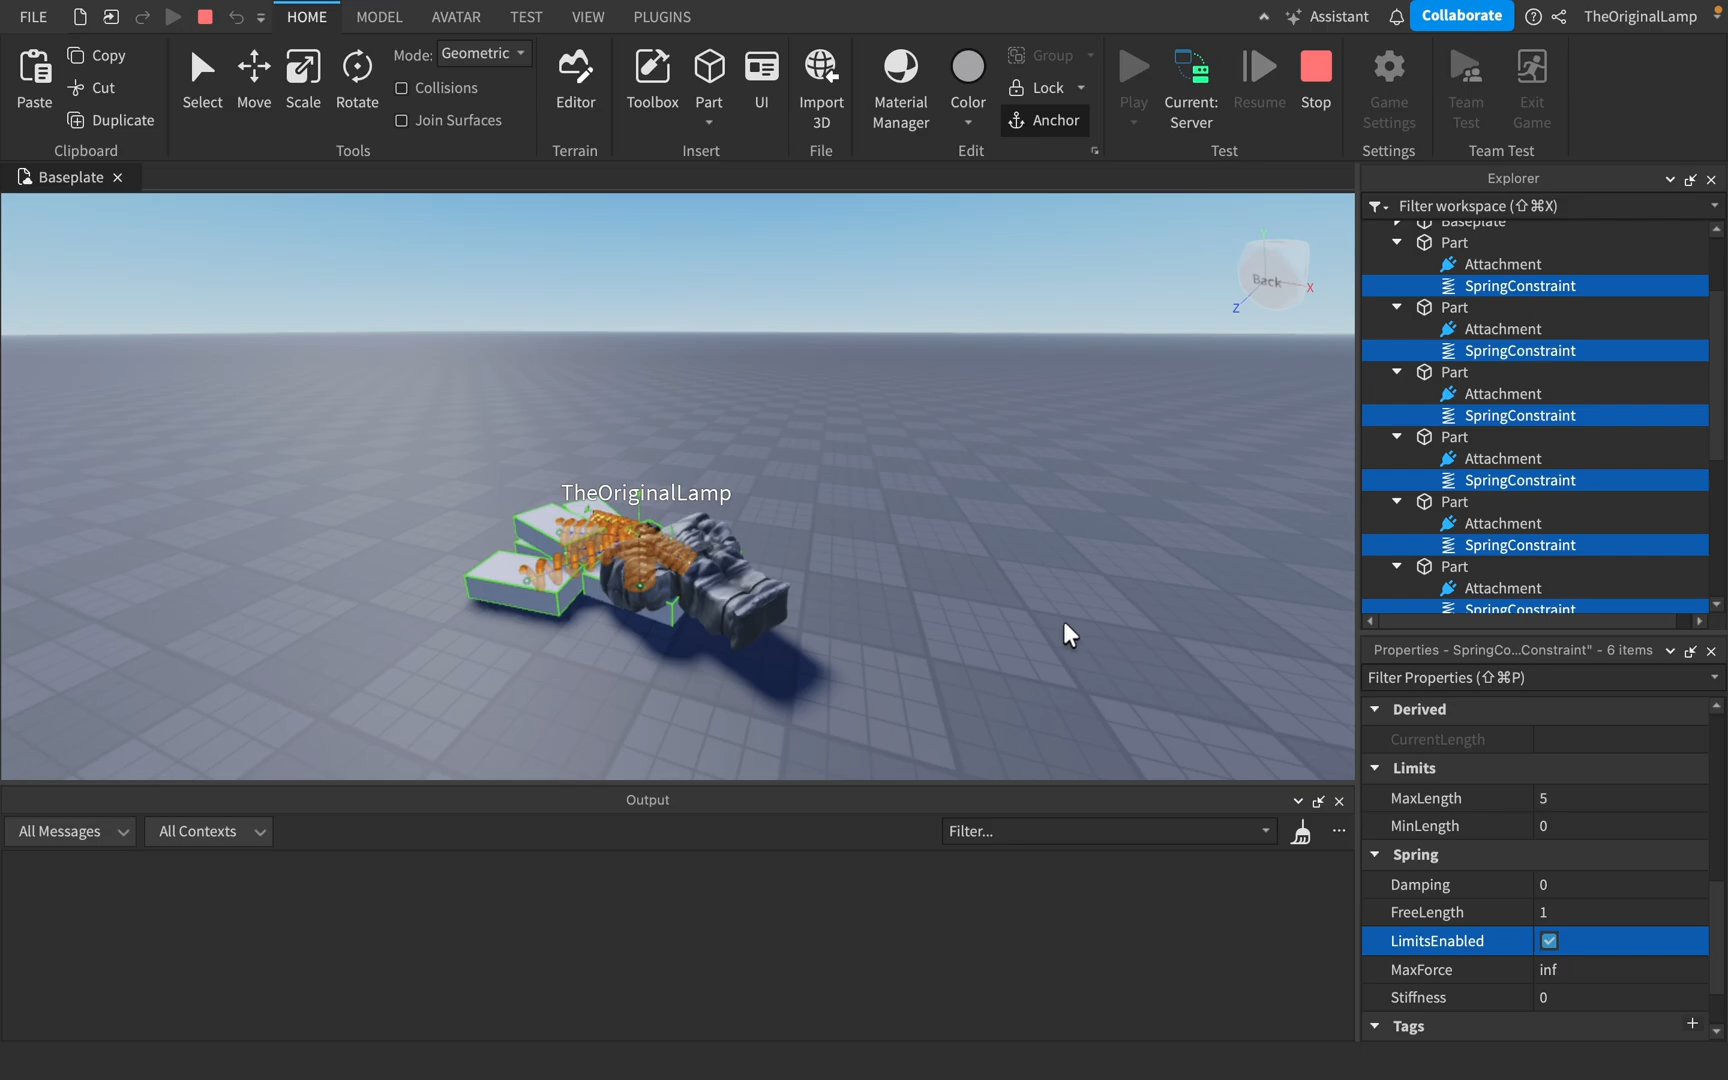 FILE HOME MODEL AVATAR TEST VIEW PLUGINS Assistant Collaborate TheOriginalLamp
Paste
Copy
Cut
Duplicate
Clipboard
Select Move Scale Rotate
Mode: Geometric
Collisions
Join Surfaces
Tools
Editor
Terrain
Toolbox Part UI
Insert
Import
3D
File
Material
Manager
Color
Group
Lock
Anchor
Edit
Play
Current:
Server
Resume Stop
Test
Game
Settings
Settings
Team
Test
Exit
Game
Team Test
Baseplate
Back
Y
X
Z
TheOriginalLamp
Explorer
Filter workspace (⇧⌘X)
Baseplate
Part
Attachment
SpringConstraint
Part
Attachment
SpringConstraint
Part
Attachment
SpringConstraint
Part
Attachment
SpringConstraint
Part
Attachment
SpringConstraint
Part
Attachment
SpringConstraint
Properties - SpringCo...Constraint" - 6 items
Filter Properties (⇧⌘P)
Derived
CurrentLength
Limits
MaxLength 5
MinLength 0
Spring
Damping 0
FreeLength 1
LimitsEnabled
MaxForce inf
Stiffness 0
Tags
Output
All Messages All Contexts Filter...